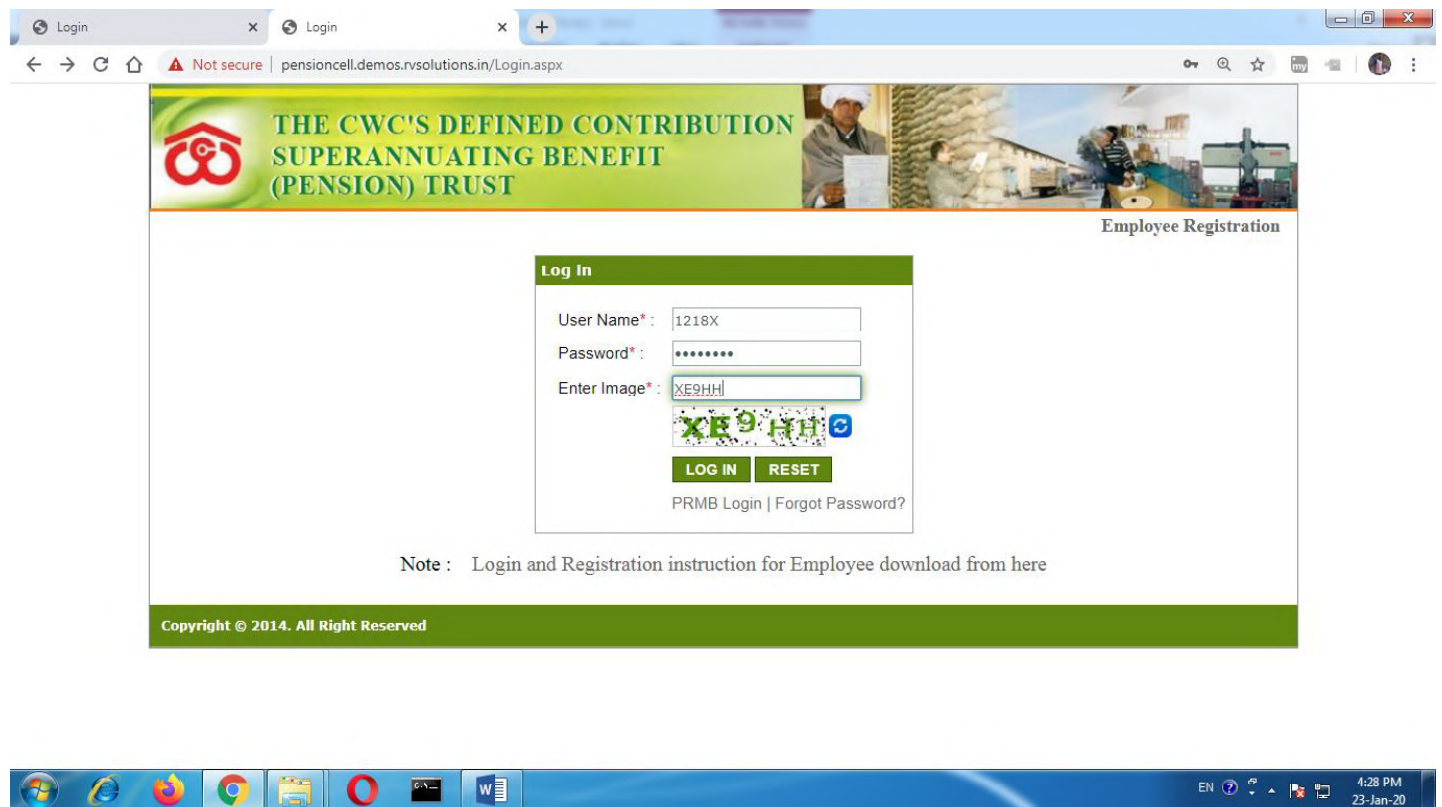 Login
Login
Not secure | pensioncell.demos.rvsolutions.in/Login.aspx
my
THE CWC'S DEFINED CONTRIBUTION
SUPERANNUATING BENEFIT
(PENSION) TRUST
Employee Registration
Log In
User Name* : 1218X
Password* : ••••••••
Enter Image* : XE9HH
XE9HH
LOG IN RESET
PRMB Login | Forgot Password?
Note : Login and Registration instruction for Employee download from here
Copyright © 2014. All Right Reserved
EN
4:28 PM
23-Jan-20